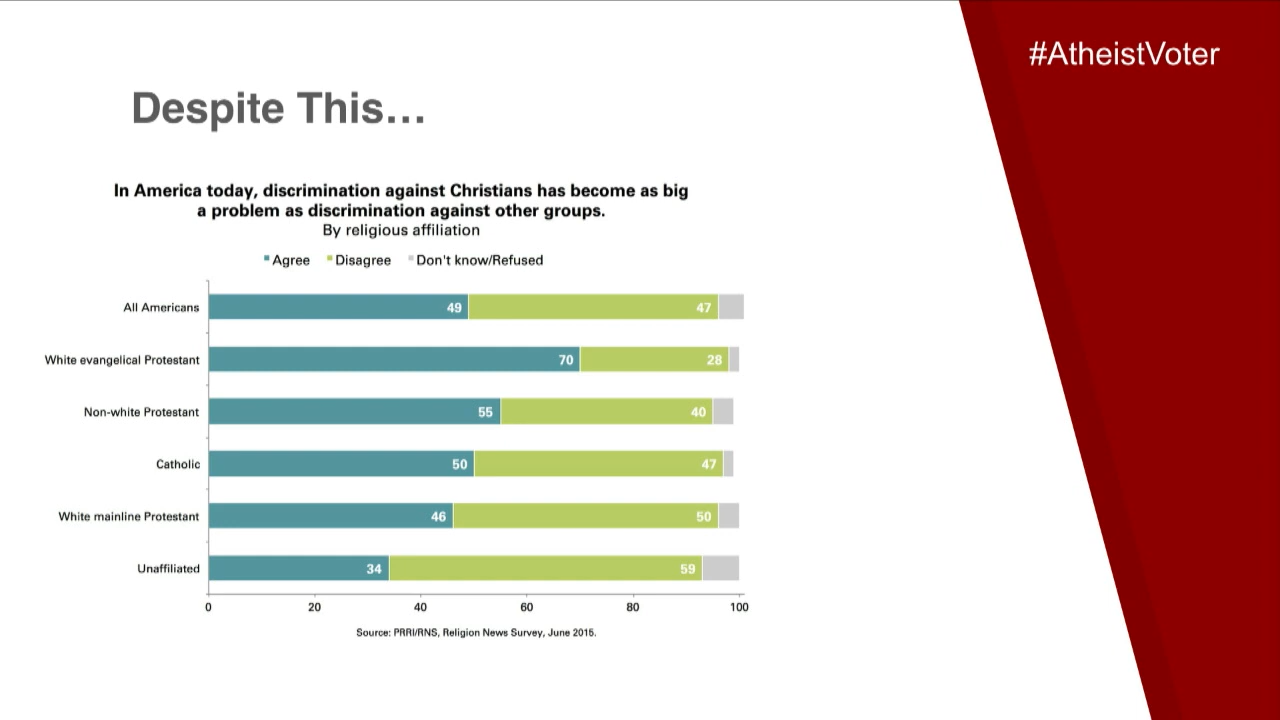 #AtheistVoter
Despite This...
In America today, discrimination against Christians has become as big
a problem as discrimination against other groups.
By religious affiliation
Agree Disagree Don't know/Refused
All Americans 49 47
White evangelical Protestant 70 28
Non-white Protestant 55 40
Catholic 50 47
White mainline Protestant 46 50
Unaffiliated 34 59
0 20 40 60 80 100
Source: PRRI/RNS, Religion News Survey, June 2015.